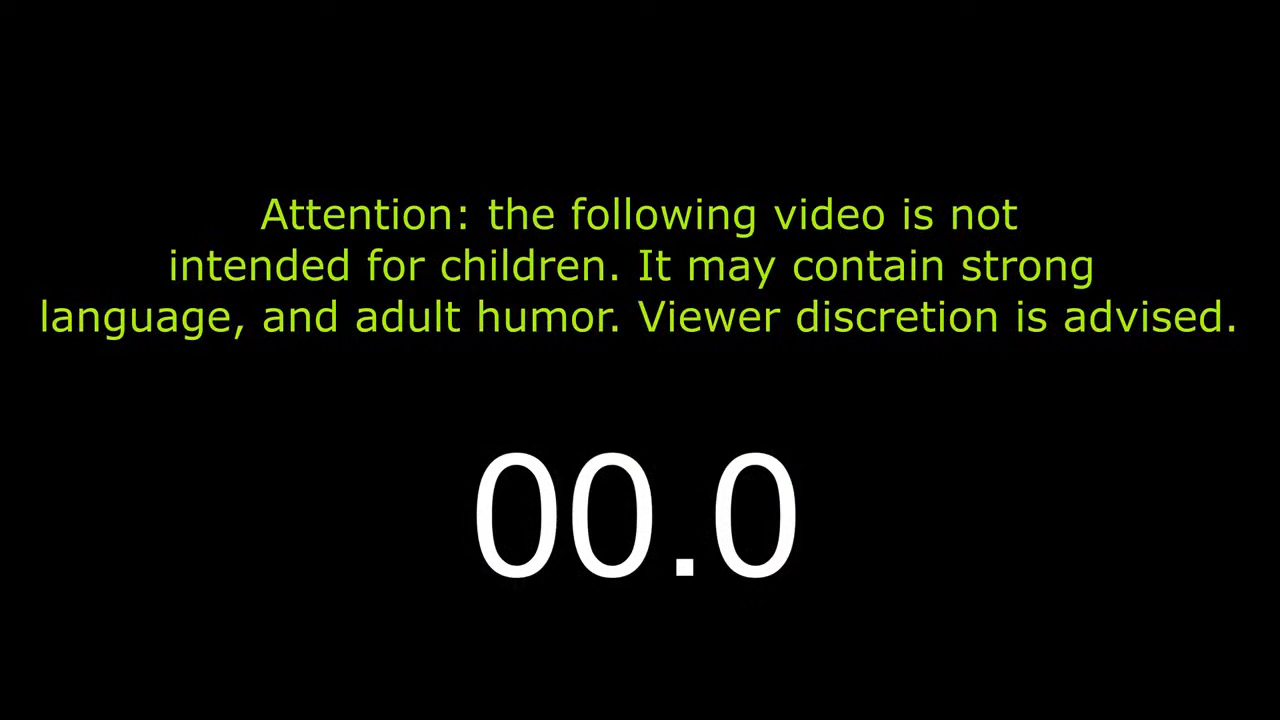 Attention: the following video is not
intended for children. It may contain strong
language, and adult humor. Viewer discretion is advised.
00.0